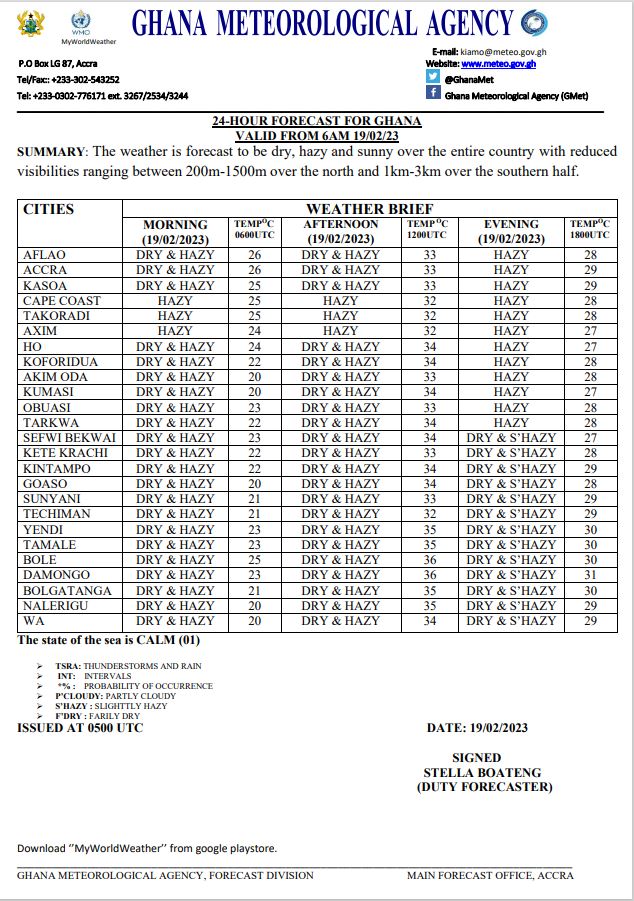 GHANA METEOROLOGICAL AGENCY
WMO
MyWorldWeather
E-mail: kiamo@meteo.gov.gh
P.O Box LG 87, Accra
Website: www.meteo.gov.gh
Tel/Fax:: +233-302-543252
@GhanaMet
Tel: +233-0302-776171 ext. 3267/2534/3244
Ghana Meteorological Agency (GMet)
24-HOUR FORECAST FOR GHANA
VALID FROM 6AM 19/02/23
SUMMARY: The weather is forecast to be dry, hazy and sunny over the entire country with reduced
visibilities ranging between 200m-1500m over the north and 1km-3km over the southern half.
CITIES WEATHER BRIEF
MORNING (19/02/2023) TEMP°C 0600UTC AFTERNOON (19/02/2023) TEMP°C 1200UTC EVENING (19/02/2023) TEMP°C 1800UTC
AFLAO DRY & HAZY 26 DRY & HAZY 33 HAZY 28
ACCRA DRY & HAZY 26 DRY & HAZY 33 HAZY 29
KASOA DRY & HAZY 25 DRY & HAZY 33 HAZY 29
CAPE COAST HAZY 25 HAZY 32 HAZY 28
TAKORADI HAZY 25 HAZY 32 HAZY 28
AXIM HAZY 24 HAZY 32 HAZY 27
HO DRY & HAZY 24 DRY & HAZY 34 HAZY 27
KOFORIDUA DRY & HAZY 22 DRY & HAZY 34 HAZY 28
AKIM ODA DRY & HAZY 20 DRY & HAZY 33 HAZY 28
KUMASI DRY & HAZY 20 DRY & HAZY 34 HAZY 27
OBUASI DRY & HAZY 23 DRY & HAZY 33 HAZY 28
TARKWA DRY & HAZY 22 DRY & HAZY 34 HAZY 28
SEFWI BEKWAI DRY & HAZY 23 DRY & HAZY 34 DRY & S'HAZY 27
KETE KRACHI DRY & HAZY 22 DRY & HAZY 33 DRY & S'HAZY 28
KINTAMPO DRY & HAZY 22 DRY & HAZY 34 DRY & S'HAZY 29
GOASO DRY & HAZY 20 DRY & HAZY 34 DRY & S'HAZY 28
SUNYANI DRY & HAZY 21 DRY & HAZY 33 DRY & S'HAZY 29
TECHIMAN DRY & HAZY 21 DRY & HAZY 32 DRY & S'HAZY 29
YENDI DRY & HAZY 23 DRY & HAZY 35 DRY & S'HAZY 30
TAMALE DRY & HAZY 23 DRY & HAZY 35 DRY & S'HAZY 30
BOLE DRY & HAZY 25 DRY & HAZY 36 DRY & S'HAZY 30
DAMONGO DRY & HAZY 23 DRY & HAZY 36 DRY & S'HAZY 31
BOLGATANGA DRY & HAZY 21 DRY & HAZY 35 DRY & S'HAZY 30
NALERIGU DRY & HAZY 20 DRY & HAZY 35 DRY & S'HAZY 29
WA DRY & HAZY 20 DRY & HAZY 34 DRY & S'HAZY 29
The state of the sea is CALM (01)
TSRA: THUNDERSTORMS AND RAIN
INT: INTERVALS
*% : PROBABILITY OF OCCURRENCE
P'CLOUDY: PARTLY CLOUDY
S'HAZY : SLIGHTLY HAZY
F'DRY : FARILY DRY
ISSUED AT 0500 UTC DATE: 19/02/2023
SIGNED
STELLA BOATENG
(DUTY FORECASTER)
Download ‘’MyWorldWeather’’ from google playstore.
GHANA METEOROLOGICAL AGENCY, FORECAST DIVISION MAIN FORECAST OFFICE, ACCRA